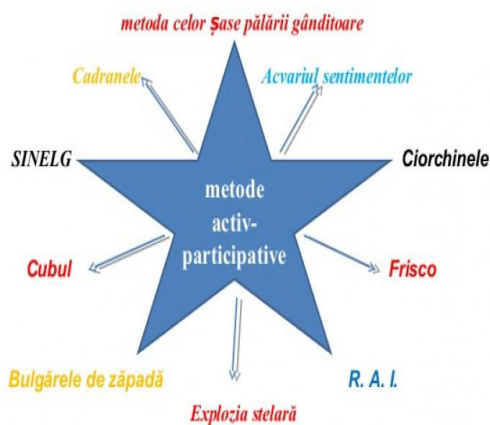 metoda celor șase pălării gânditoare
Cadranele
Acvariul sentimentelor
SINELG
Ciorchinele
metode
activ-
participative
Cubul
Frisco
Bulgărele de zăpadă
R. A. I.
Explozia stelară